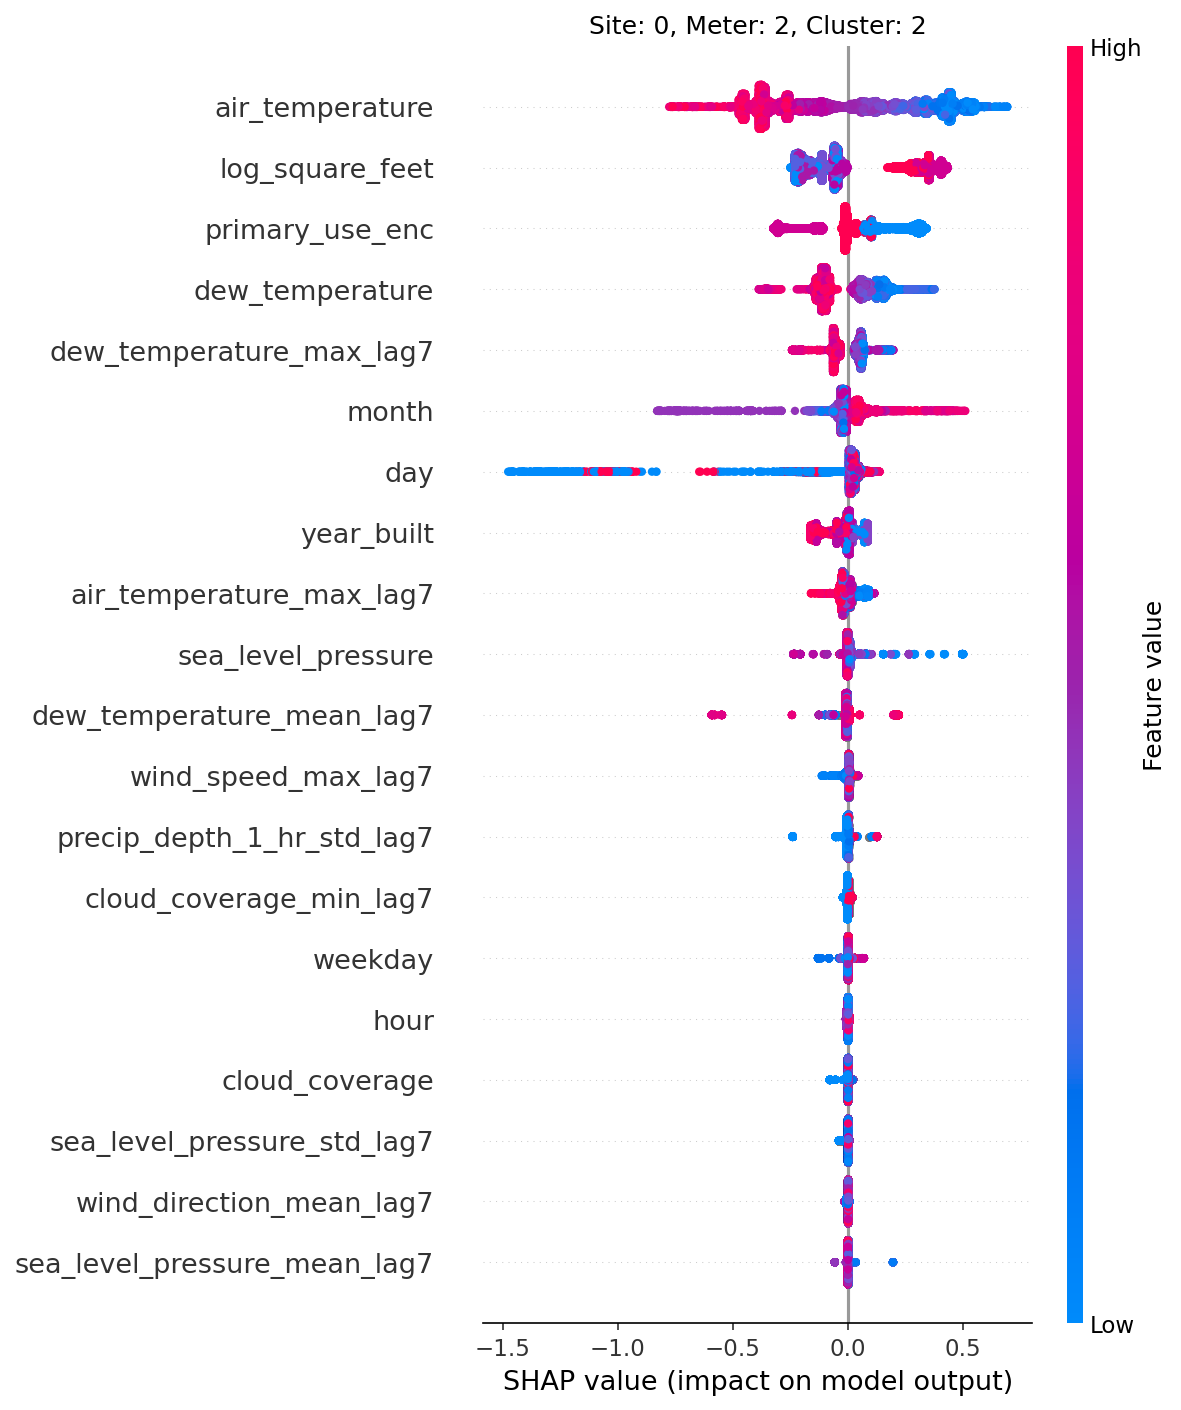 Site: 0, Meter: 2, Cluster: 2
High
air_temperature
log_square_feet
primary_use_enc
dew_temperature
dew_temperature_max_lag7
month
day
year_built
air_temperature_max_lag7
sea_level_pressure
dew_temperature_mean_lag7
wind_speed_max_lag7
precip_depth_1_hr_std_lag7
cloud_coverage_min_lag7
weekday
hour
cloud_coverage
sea_level_pressure_std_lag7
wind_direction_mean_lag7
sea_level_pressure_mean_lag7
Feature value
Low
−1.5 −1.0 −0.5 0.0 0.5
SHAP value (impact on model output)